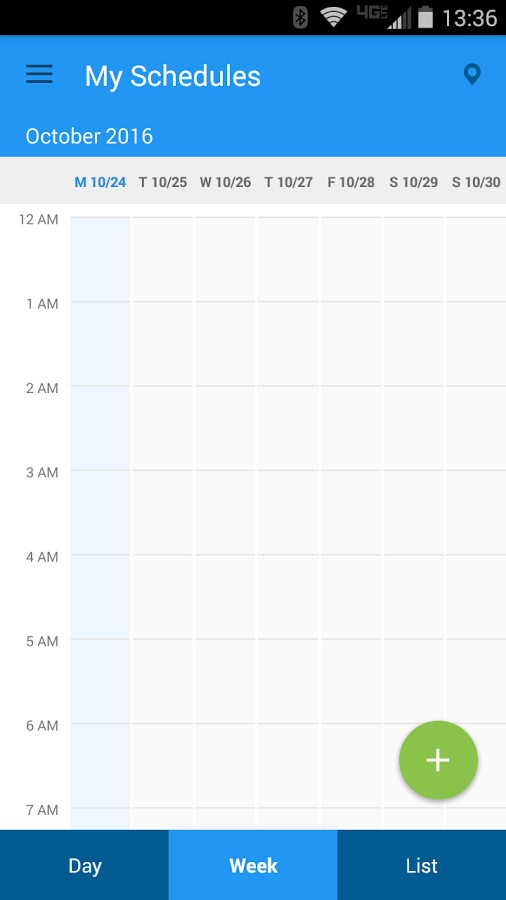 4G LTE 13:36
My Schedules
October 2016
M 10/24 T 10/25 W 10/26 T 10/27 F 10/28 S 10/29 S 10/30
12 AM
1 AM
2 AM
3 AM
4 AM
5 AM
6 AM
+
7 AM
Day Week List